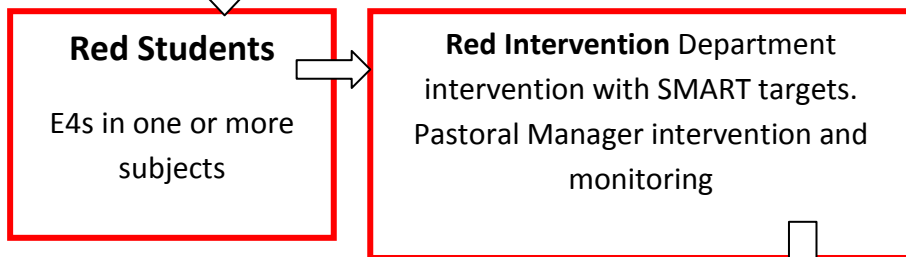 Red Students
E4s in one or more
subjects
Red Intervention Department
intervention with SMART targets.
Pastoral Manager intervention and
monitoring